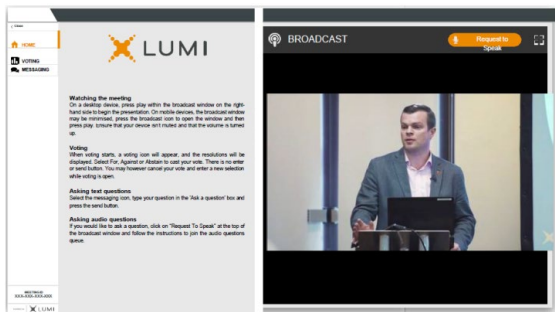 HOME
VOTING
MESSAGING
LUMI
Watching the meeting
On a desktop device, press play within the broadcast window on the right-
hand side to begin the presentation. On mobile devices, the broadcast window
may be minimised, press the broadcast icon to open the window and then
press play. Ensure that your device isn't muted and that the volume is turned
up.
Voting
When voting starts, a voting icon will appear, and the resolutions will be
displayed. Select For, Against or Abstain to cast your vote. There is no enter
or send button. You may however cancel your vote and enter a new selection
while voting is open.
Asking text questions
Select the messaging icon, type your question in the 'Ask a question' box and
press the send button.
Asking audio questions
If you would like to ask a question, click on "Request To Speak" at the top of
the broadcast window and follow the instructions to join the audio questions
queue.
LUMI
BROADCAST
Request to
Speak